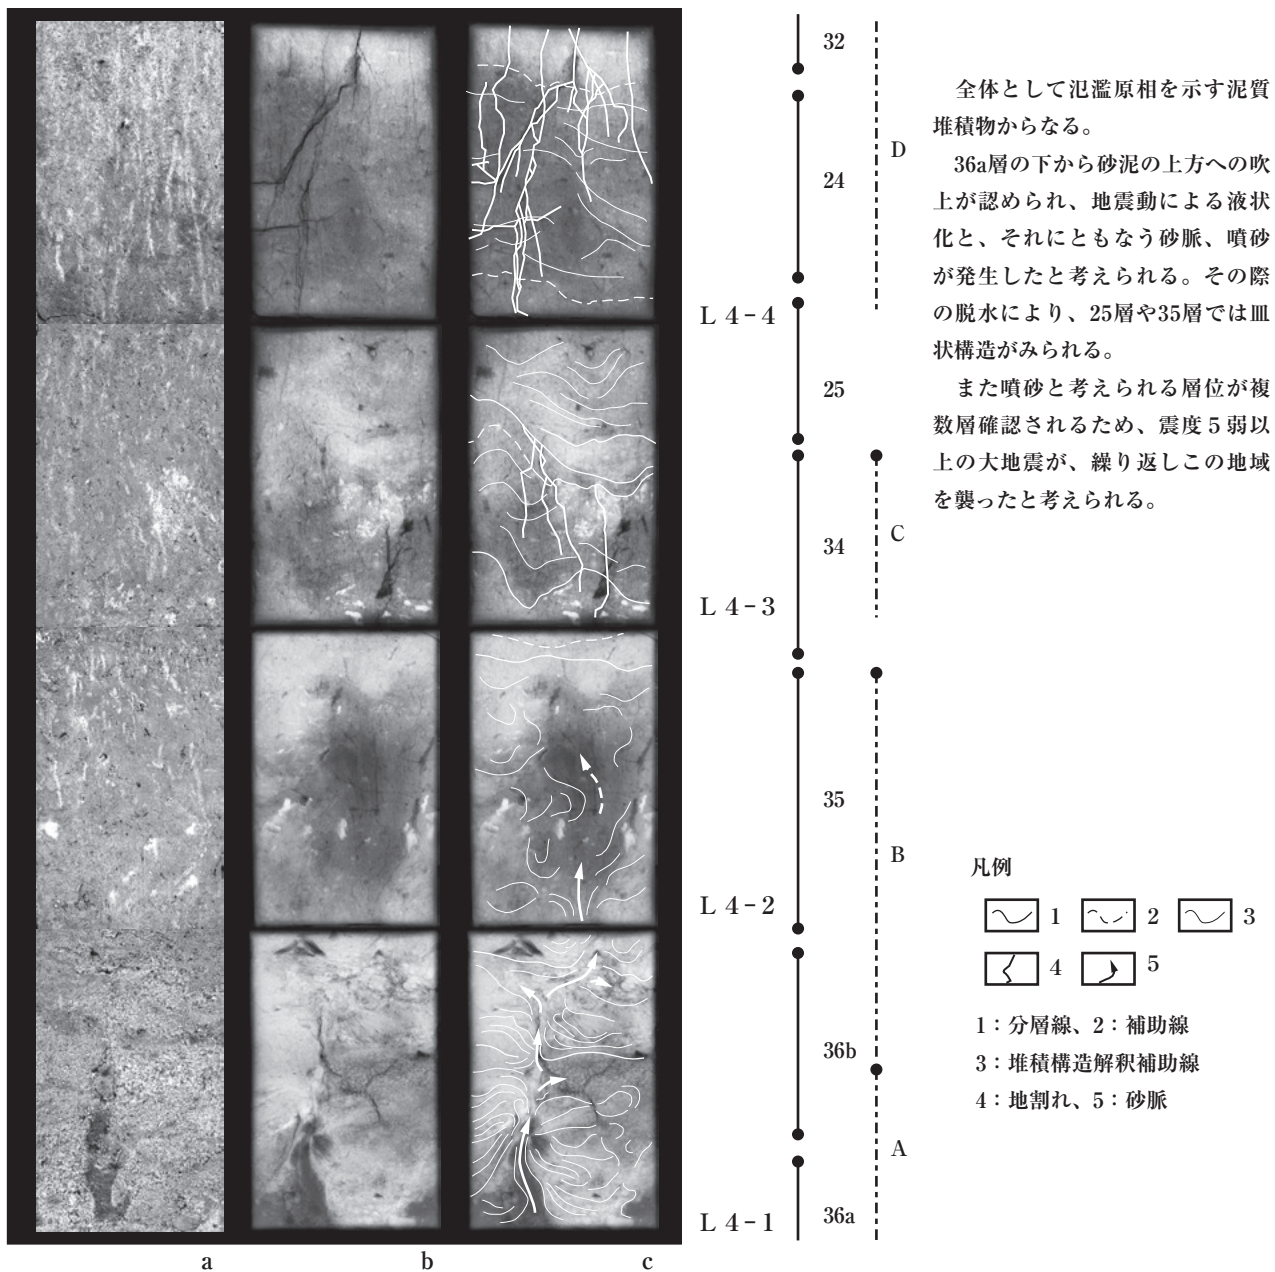 32
D
24
L 4-4
25
C
34
L 4-3
35
B
L 4-2
36b
A
36a
L 4-1
a
b
c
全体として氾濫原相を示す泥質
堆積物からなる。
36a層の下から砂泥の上方への吹
上が認められ、地震動による液状
化と、それにともなう砂脈、噴砂
が発生したと考えられる。その際
の脱水により、25層や35層では皿
状構造がみられる。
また噴砂と考えられる層位が複
数層確認されるため、震度５弱以
上の大地震が、繰り返しこの地域
を襲ったと考えられる。
凡例
1 2 3
4 5
1：分層線、2：補助線
3：堆積構造解釈補助線
4：地割れ、5：砂脈